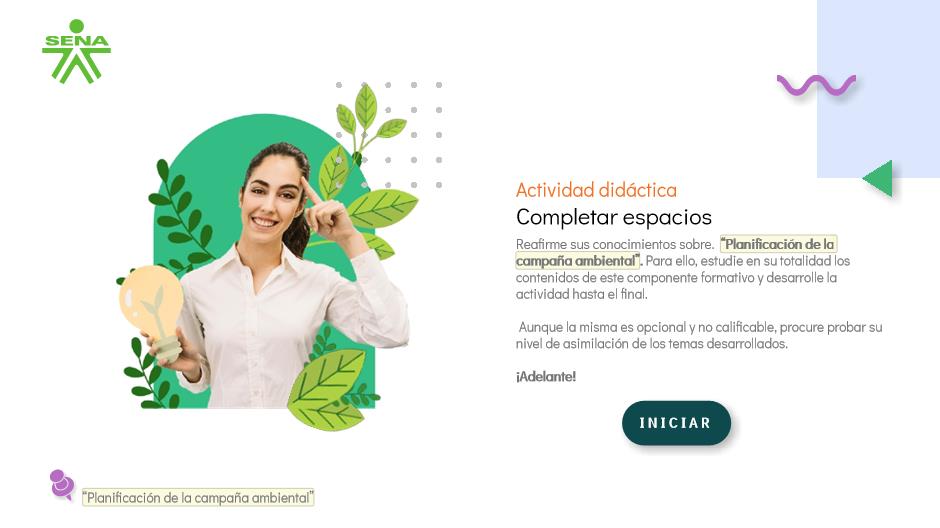 SENA
Actividad didáctica
Completar espacios
Reafirme sus conocimientos sobre. “Planificación de la
campaña ambiental”. Para ello, estudie en su totalidad los
contenidos de este componente formativo y desarrolle la
actividad hasta el final.
Aunque la misma es opcional y no calificable, procure probar su
nivel de asimilación de los temas desarrollados.
¡Adelante!
INICIAR
“Planificación de la campaña ambiental”